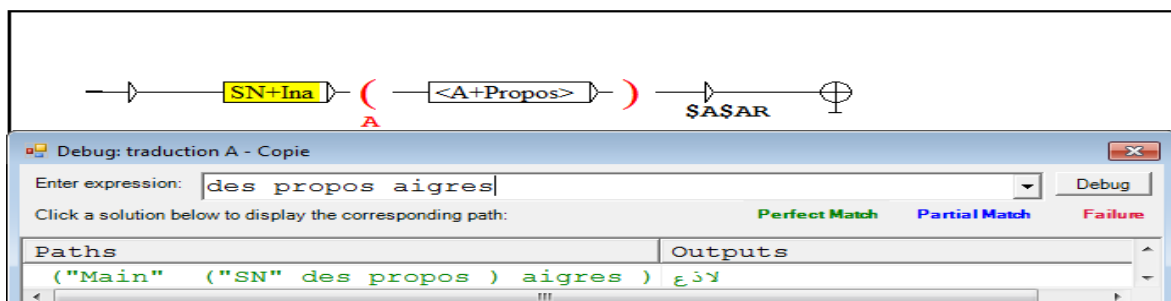 SN+Ina ( <A+Propos> )
A $A$AR
Debug: traduction A - Copie
Enter expression: des propos aigres Debug
Click a solution below to display the corresponding path: Perfect Match Partial Match Failure
Paths Outputs
("Main" ("SN" des propos ) aigres ) لاذع